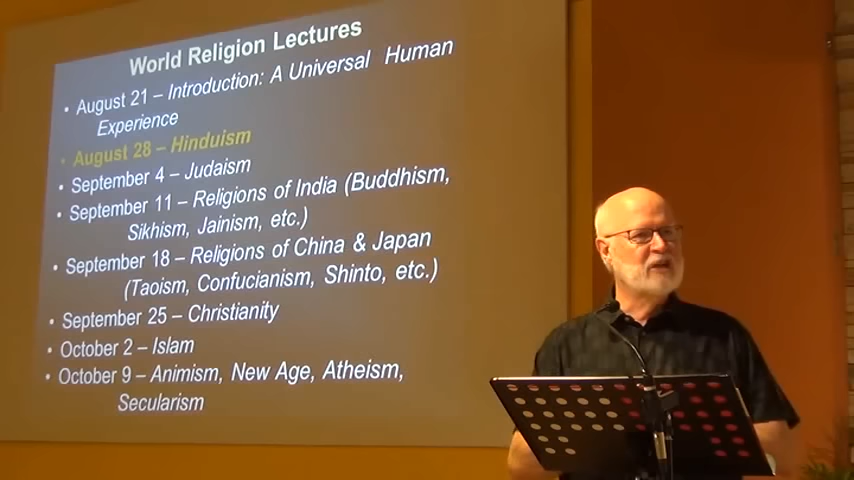 World Religion Lectures
• August 21 – Introduction: A Universal Human
Experience
• August 28 – Hinduism
• September 4 – Judaism
• September 11 – Religions of India (Buddhism,
Sikhism, Jainism, etc.)
• September 18 – Religions of China & Japan
(Taoism, Confucianism, Shinto, etc.)
• September 25 – Christianity
• October 2 – Islam
• October 9 – Animism, New Age, Atheism,
Secularism